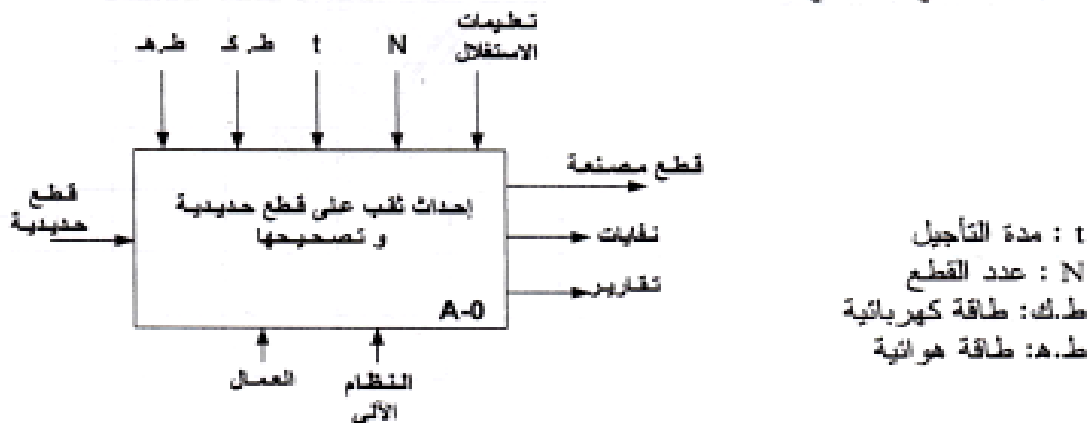 تعليمات
الاستغلال
N
t
ط.ك
ط.هـ
قطع
حديدية
إحداث ثقب على قطع حديدية
و تصحيحها
A-0
قطع مصنعة
نفايات
تقارير
العمال
النظام
الآلي
t : مدة التأجيل
N : عدد القطع
ط.ك: طاقة كهربائية
ط.هـ: طاقة هوائية